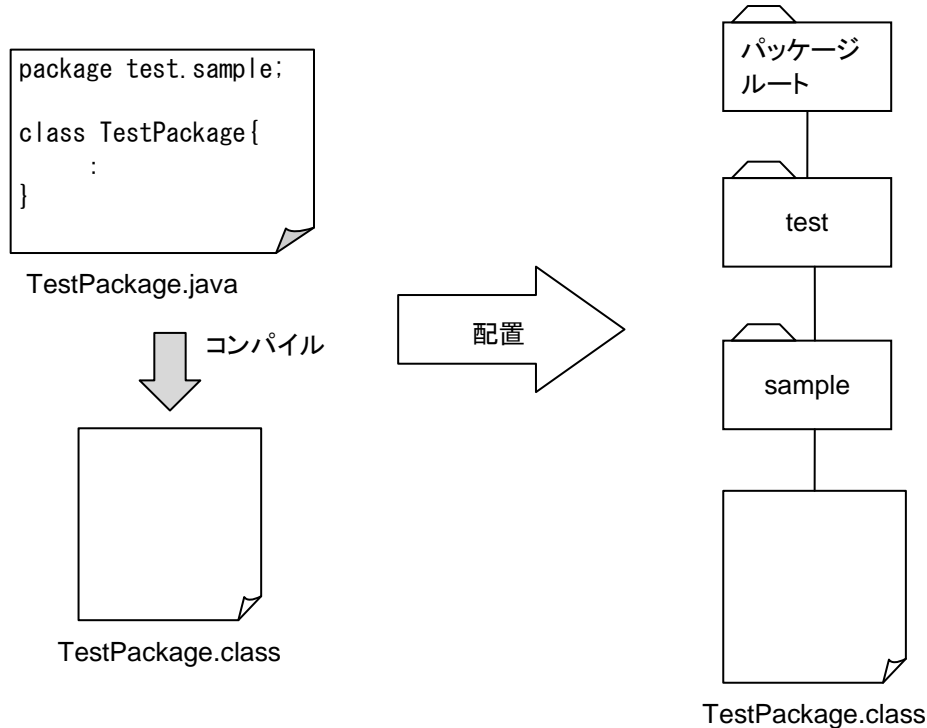 package test.sample;
class TestPackage{
:
}
TestPackage.java
コンパイル
TestPackage.class
配置
パッケージ
ルート
test
sample
TestPackage.class